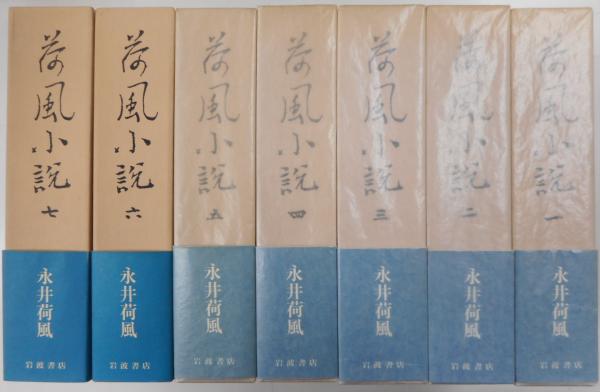 荷風小説 一
永井荷風
岩波書店
荷風小説 二
永井荷風
岩波書店
荷風小説 三
永井荷風
岩波書店
荷風小説 四
永井荷風
岩波書店
荷風小説 五
永井荷風
岩波書店
荷風小説 六
永井荷風
岩波書店
荷風小説 七
永井荷風
岩波書店